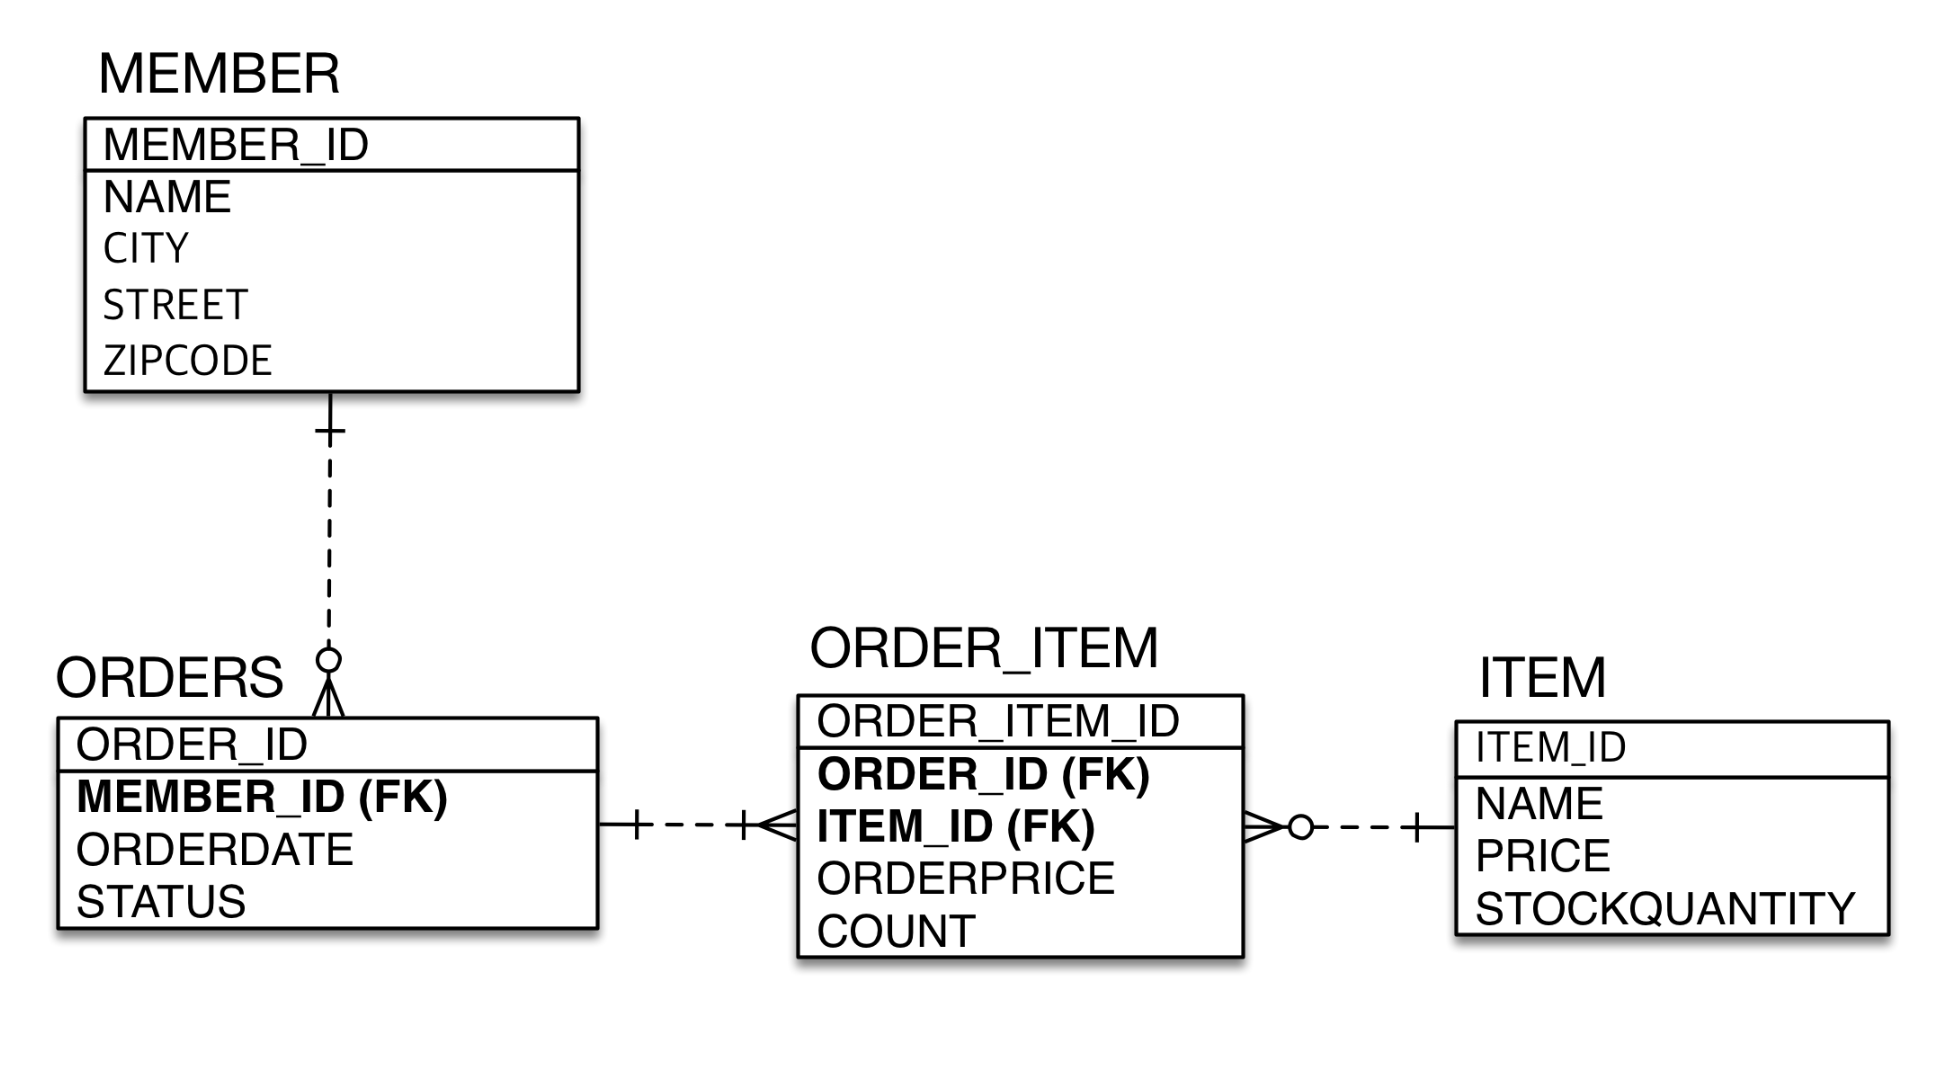 MEMBER
MEMBER_ID
NAME
CITY
STREET
ZIPCODE
ORDERS
ORDER_ID
MEMBER_ID (FK)
ORDERDATE
STATUS
ORDER_ITEM
ORDER_ITEM_ID
ORDER_ID (FK)
ITEM_ID (FK)
ORDERPRICE
COUNT
ITEM
ITEM_ID
NAME
PRICE
STOCKQUANTITY